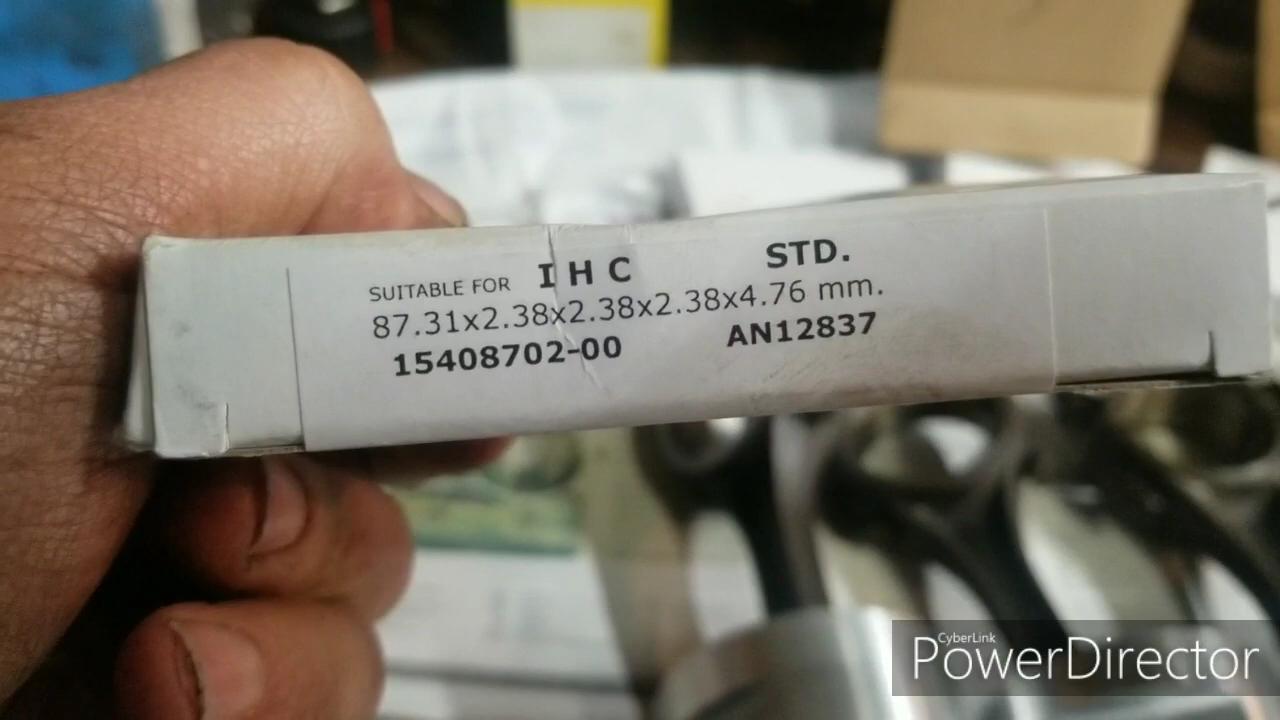 SUITABLE FOR I H C STD.
87.31x2.38x2.38x2.38x4.76 mm.
15408702-00 AN12837
CyberLink
PowerDirector